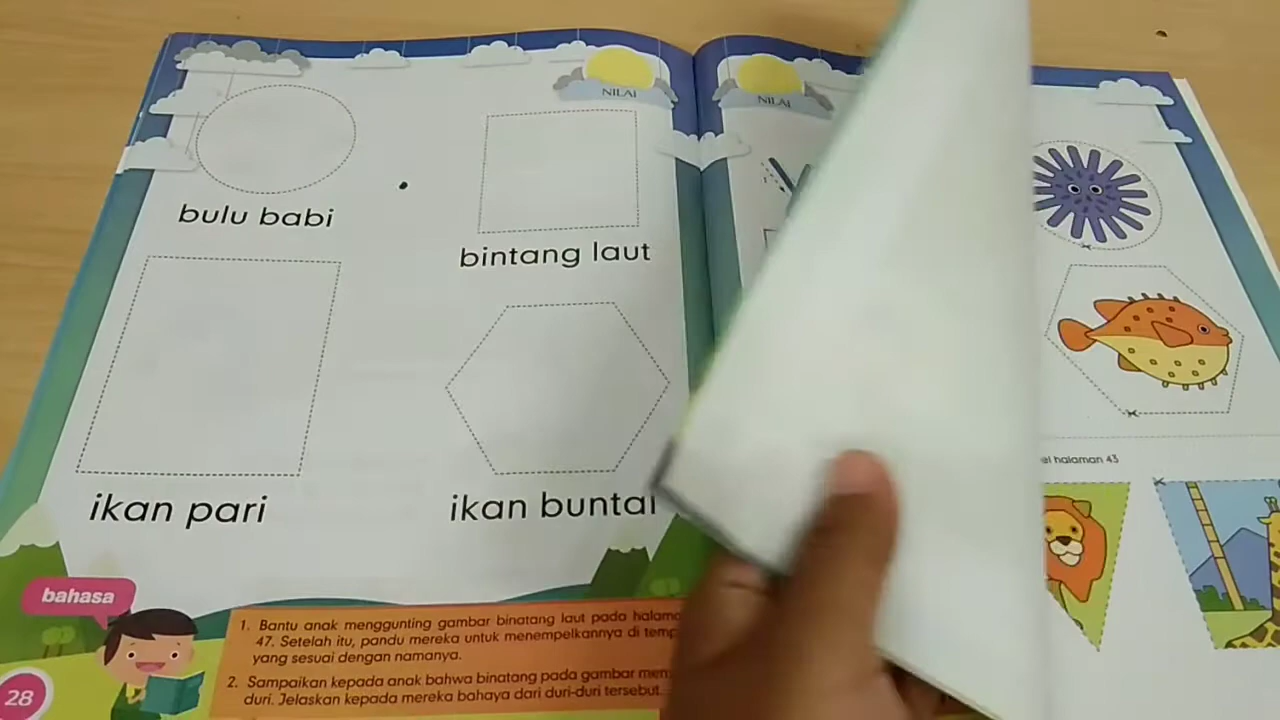 NILAI
NILAI
bulu babi
bintang laut
ikan pari
ikan buntal
halaman 43
bahasa
1. Bantu anak menggunting gambar binatang laut pada
47. Setelah itu, pandu mereka untuk menempelkannya di
yang sesuai dengan namanya.
2. Sampaikan kepada anak bahwa binatang pada gambar
duri. Jelaskan kepada mereka bahaya dari duri-duri tersebut.
28